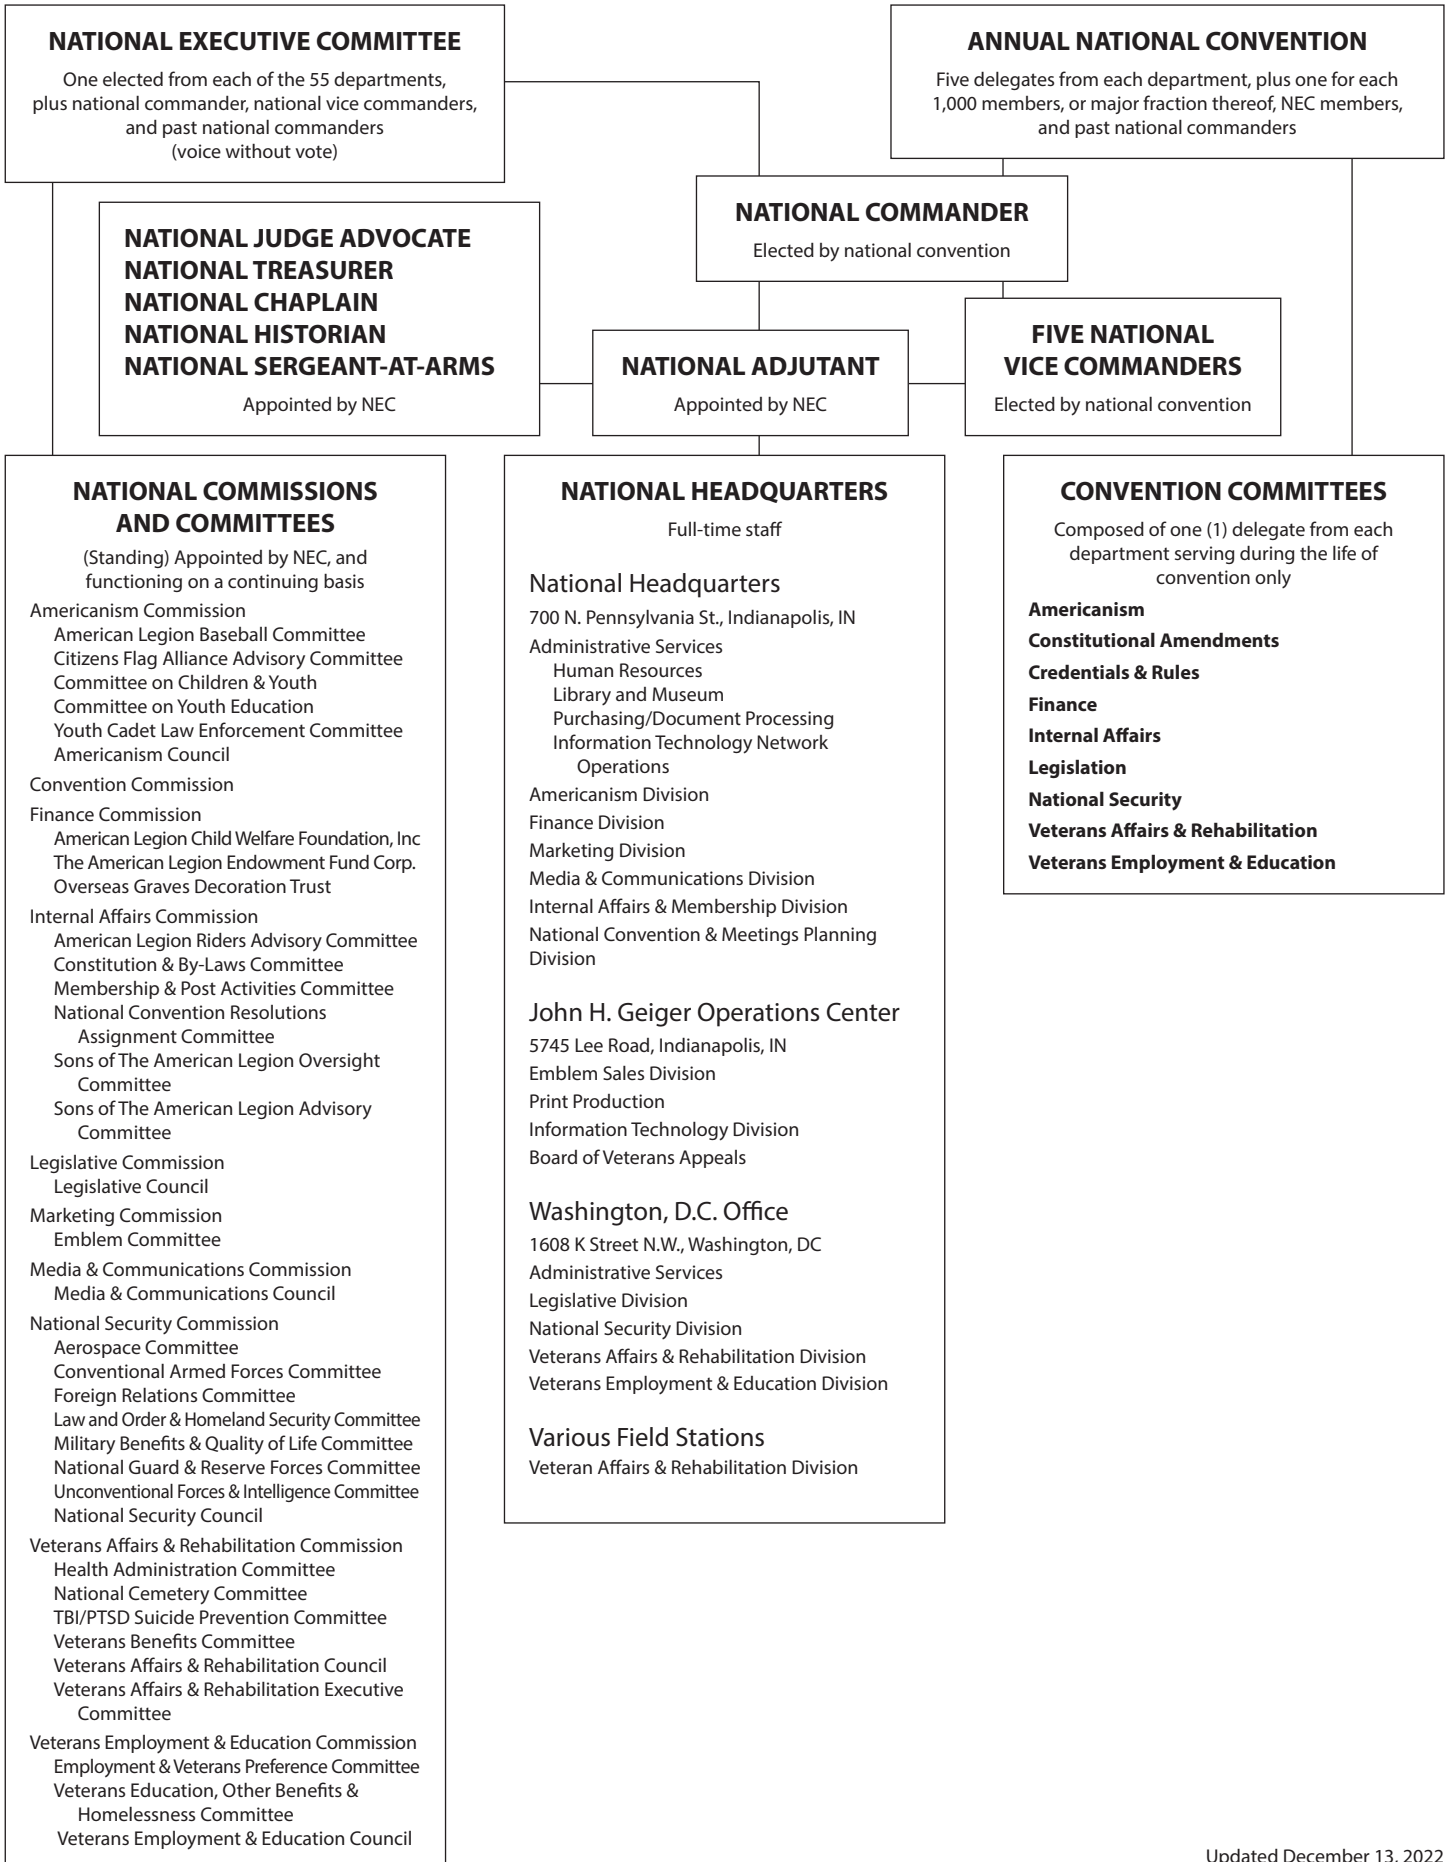 NATIONAL EXECUTIVE COMMITTEE
One elected from each of the 55 departments,
plus national commander, national vice commanders,
and past national commanders
(voice without vote)
ANNUAL NATIONAL CONVENTION
Five delegates from each department, plus one for each
1,000 members, or major fraction thereof, NEC members,
and past national commanders
NATIONAL COMMANDER
Elected by national convention
NATIONAL JUDGE ADVOCATE
NATIONAL TREASURER
NATIONAL CHAPLAIN
NATIONAL HISTORIAN
NATIONAL SERGEANT-AT-ARMS
Appointed by NEC
NATIONAL ADJUTANT
Appointed by NEC
FIVE NATIONAL
VICE COMMANDERS
Elected by national convention
NATIONAL COMMISSIONS
AND COMMITTEES
(Standing) Appointed by NEC, and
functioning on a continuing basis
Americanism Commission
American Legion Baseball Committee
Citizens Flag Alliance Advisory Committee
Committee on Children & Youth
Committee on Youth Education
Youth Cadet Law Enforcement Committee
Americanism Council
Convention Commission
Finance Commission
American Legion Child Welfare Foundation, Inc
The American Legion Endowment Fund Corp.
Overseas Graves Decoration Trust
Internal Affairs Commission
American Legion Riders Advisory Committee
Constitution & By-Laws Committee
Membership & Post Activities Committee
National Convention Resolutions
Assignment Committee
Sons of The American Legion Oversight
Committee
Sons of The American Legion Advisory
Committee
Legislative Commission
Legislative Council
Marketing Commission
Emblem Committee
Media & Communications Commission
Media & Communications Council
National Security Commission
Aerospace Committee
Conventional Armed Forces Committee
Foreign Relations Committee
Law and Order & Homeland Security Committee
Military Benefits & Quality of Life Committee
National Guard & Reserve Forces Committee
Unconventional Forces & Intelligence Committee
National Security Council
Veterans Affairs & Rehabilitation Commission
Health Administration Committee
National Cemetery Committee
TBI/PTSD Suicide Prevention Committee
Veterans Benefits Committee
Veterans Affairs & Rehabilitation Council
Veterans Affairs & Rehabilitation Executive
Committee
Veterans Employment & Education Commission
Employment & Veterans Preference Committee
Veterans Education, Other Benefits &
Homelessness Committee
Veterans Employment & Education Council
NATIONAL HEADQUARTERS
Full-time staff
National Headquarters
700 N. Pennsylvania St., Indianapolis, IN
Administrative Services
Human Resources
Library and Museum
Purchasing/Document Processing
Information Technology Network
Operations
Americanism Division
Finance Division
Marketing Division
Media & Communications Division
Internal Affairs & Membership Division
National Convention & Meetings Planning
Division
John H. Geiger Operations Center
5745 Lee Road, Indianapolis, IN
Emblem Sales Division
Print Production
Information Technology Division
Board of Veterans Appeals
Washington, D.C. Office
1608 K Street N.W., Washington, DC
Administrative Services
Legislative Division
National Security Division
Veterans Affairs & Rehabilitation Division
Veterans Employment & Education Division
Various Field Stations
Veteran Affairs & Rehabilitation Division
CONVENTION COMMITTEES
Composed of one (1) delegate from each
department serving during the life of
convention only
Americanism
Constitutional Amendments
Credentials & Rules
Finance
Internal Affairs
Legislation
National Security
Veterans Affairs & Rehabilitation
Veterans Employment & Education
Updated December 13, 2022